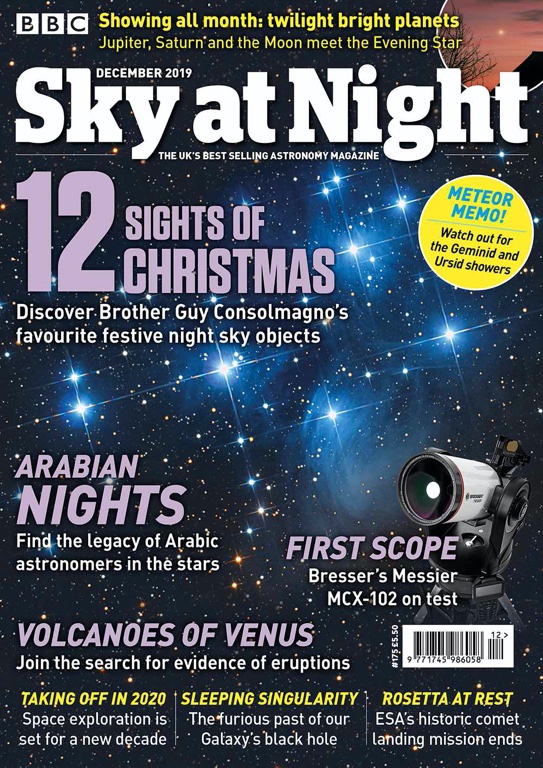 BBC
Showing all month: twilight bright planets
Jupiter, Saturn and the Moon meet the Evening Star
DECEMBER 2019
Sky at Night
THE UK'S BEST SELLING ASTRONOMY MAGAZINE
12 SIGHTS OF
CHRISTMAS
Discover Brother Guy Consolmagno's
favourite festive night sky objects
METEOR
MEMO!
Watch out for
the Geminid and
Ursid showers
ARABIAN
NIGHTS
Find the legacy of Arabic
astronomers in the stars
FIRST SCOPE
Bresser's Messier
MCX-102 on test
VOLCANOES OF VENUS
Join the search for evidence of eruptions
#175 £5.50
12 >
9 771745 986058
TAKING OFF IN 2020
Space exploration is
set for a new decade
SLEEPING SINGULARITY
The furious past of our
Galaxy's black hole
ROSETTA AT REST
ESA's historic comet
landing mission ends